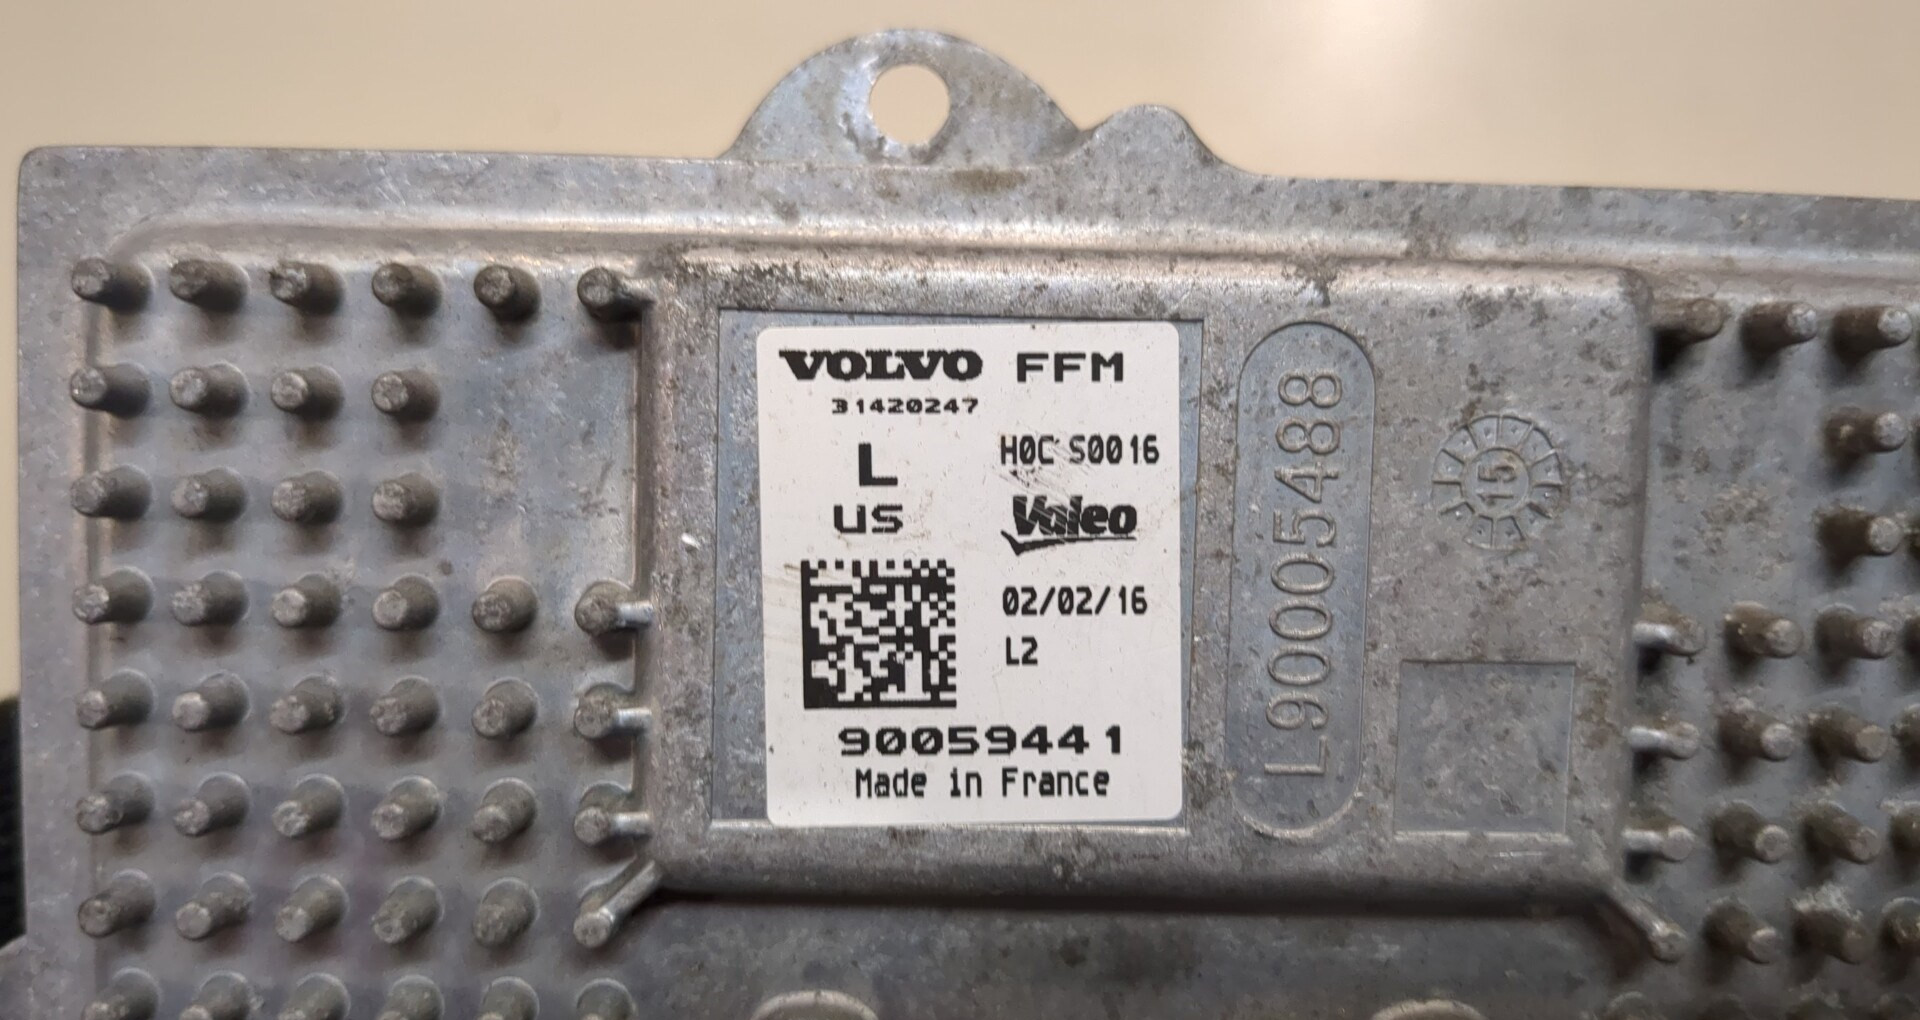 VOLVO FFM
31420247
L
US
H0C S0016
Valeo
02/02/16
L2
90059441
Made in France
L90005488
15